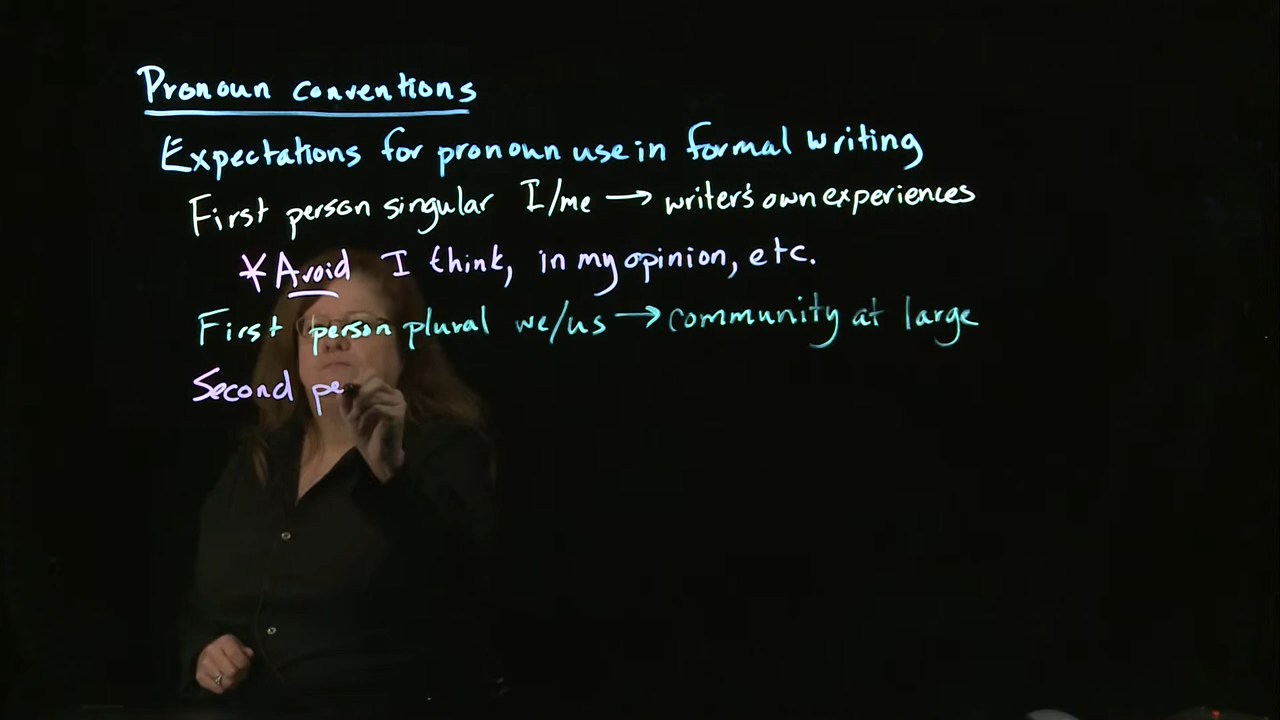 Pronoun conventions
Expectations for pronoun use in formal writing
First person singular I/me → writer's own experiences
* Avoid I think, in my opinion, etc.
First person plural we/us → community at large
Second pe